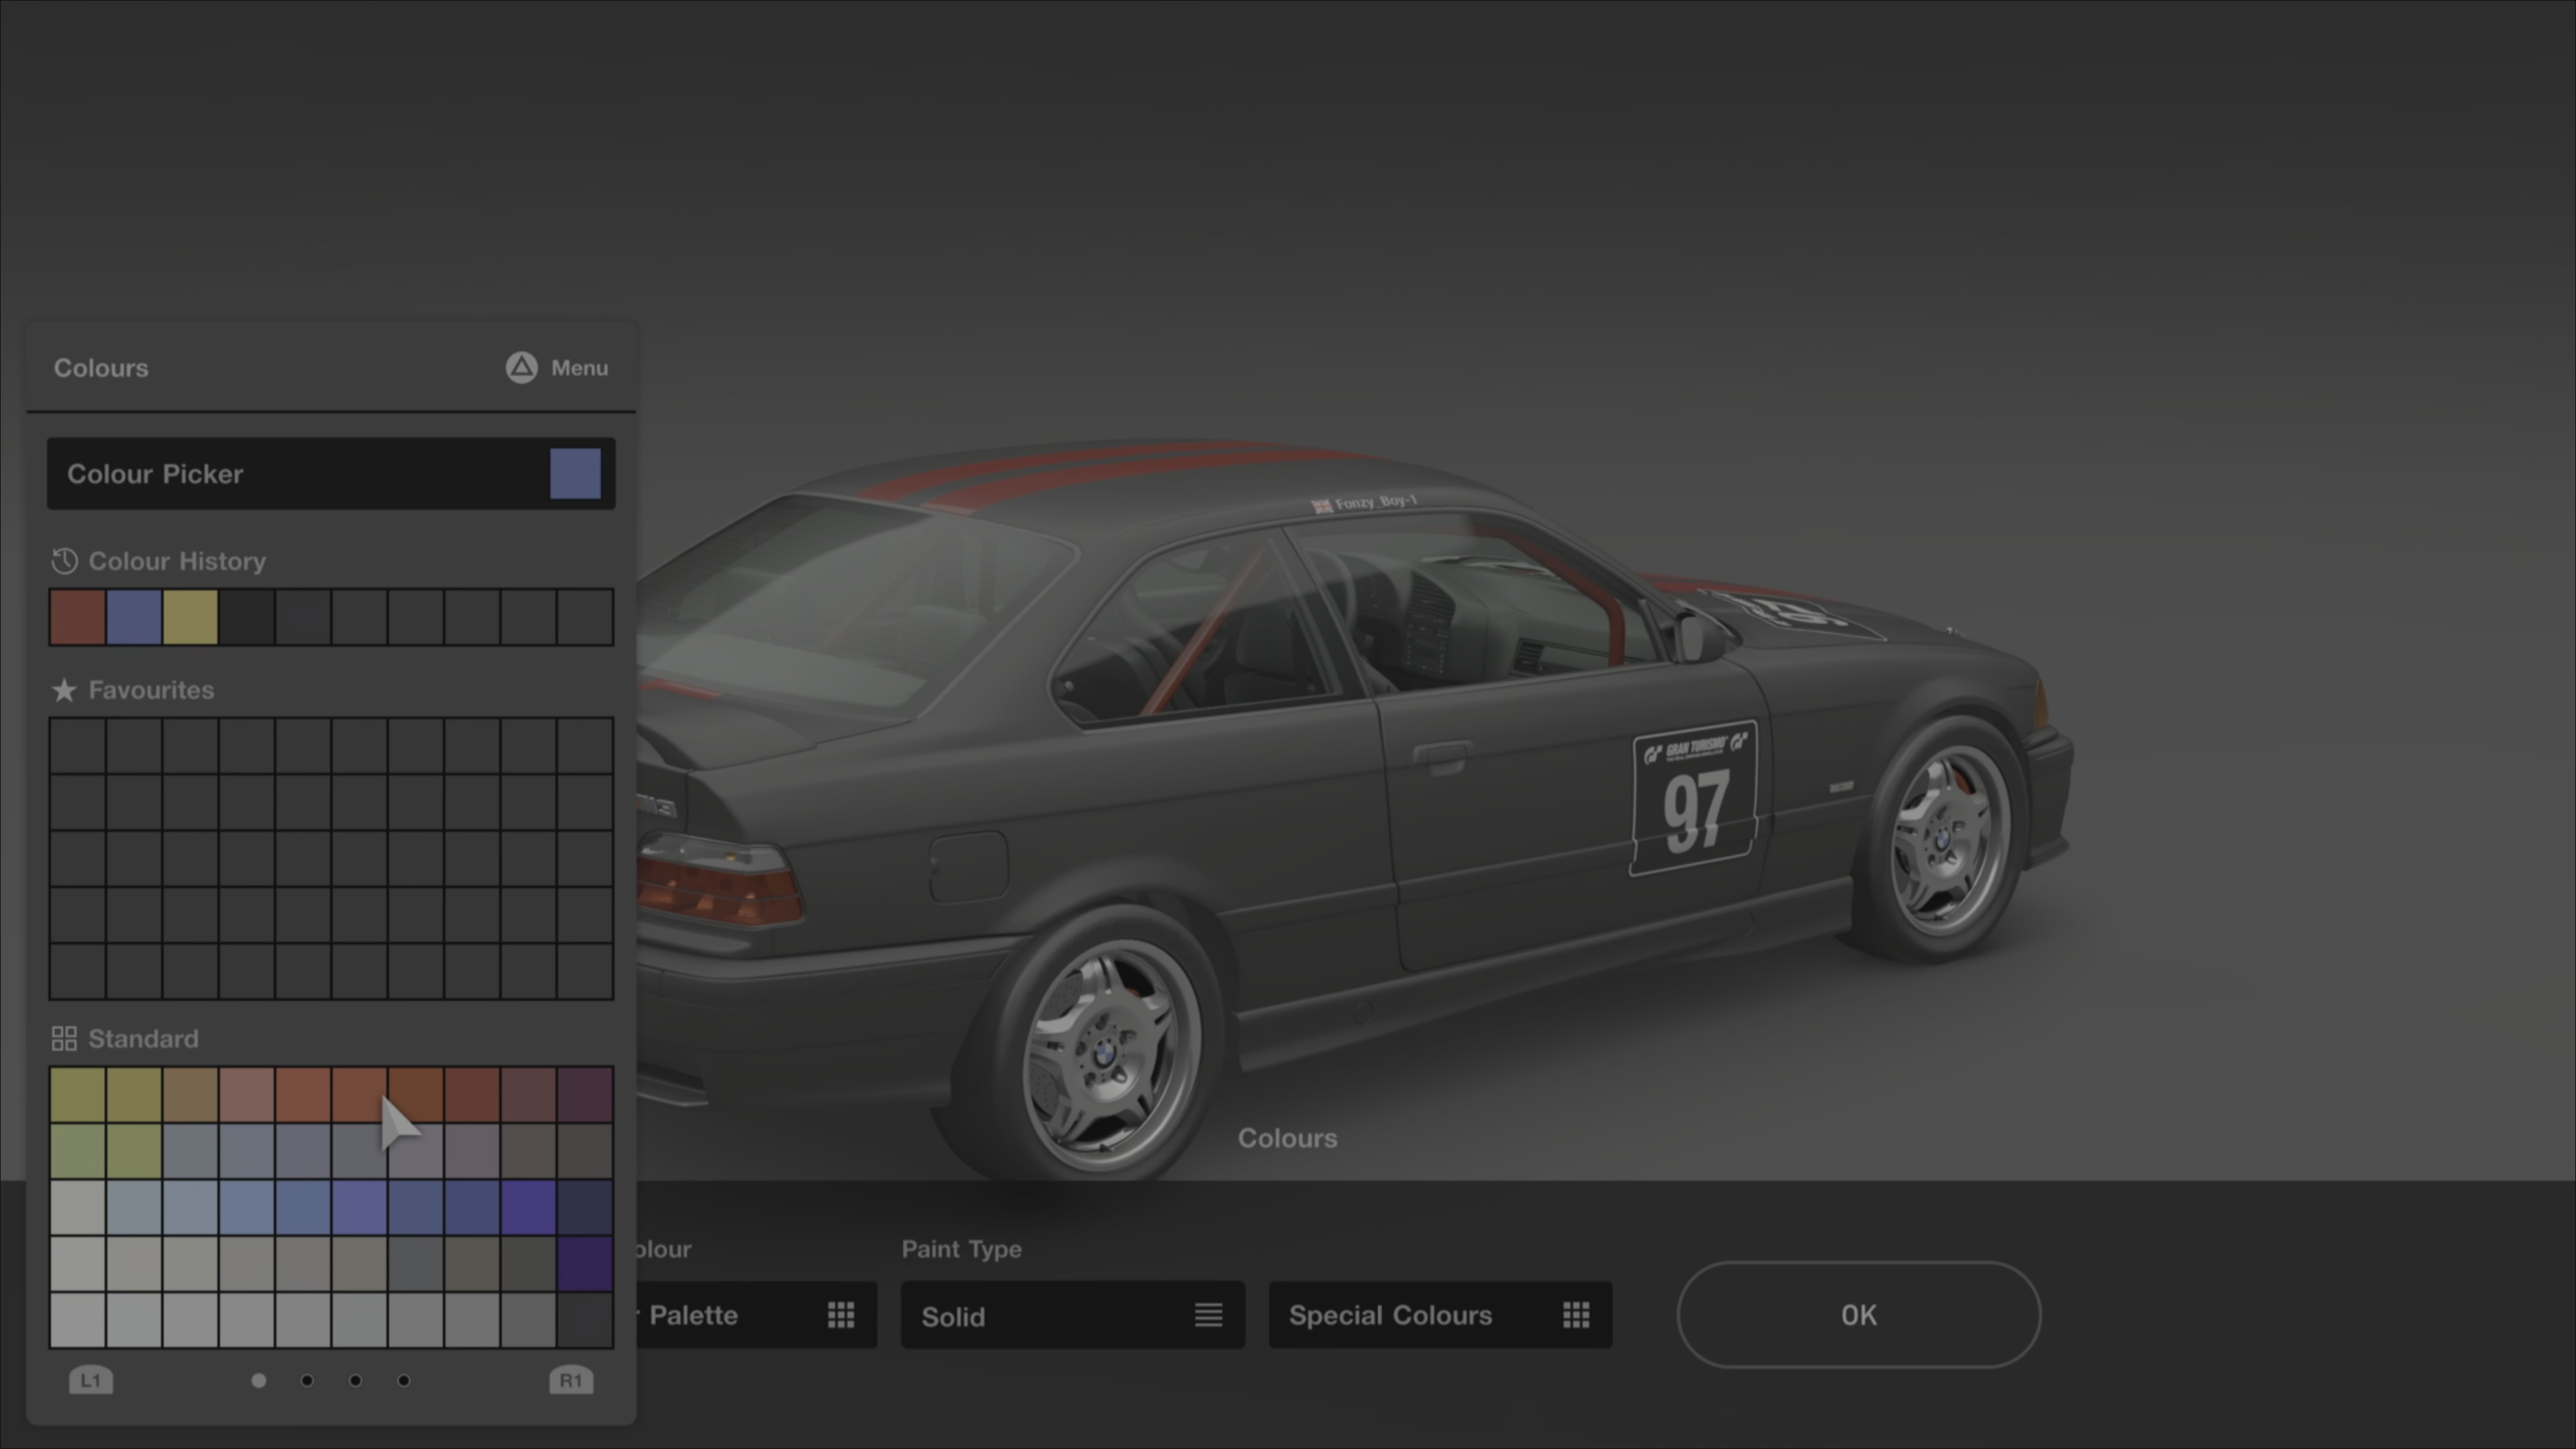 Colours
Menu
Colour Picker
Colour History
Favourites
Standard
L1
R1
Fonzy_Boy-1
GRAN TURISMO
97
Colours
olour
Paint Type
Palette
Solid
Special Colours
OK